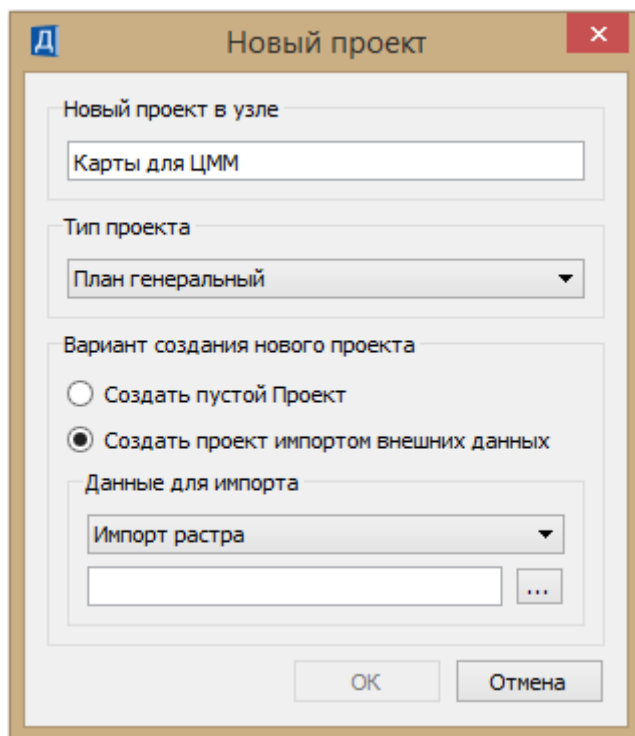 Д
Новый проект
Новый проект в узле
Карты для ЦММ
Тип проекта
План генеральный
Вариант создания нового проекта
Создать пустой Проект
Создать проект импортом внешних данных
Данные для импорта
Импорт растра
...
ОК
Отмена